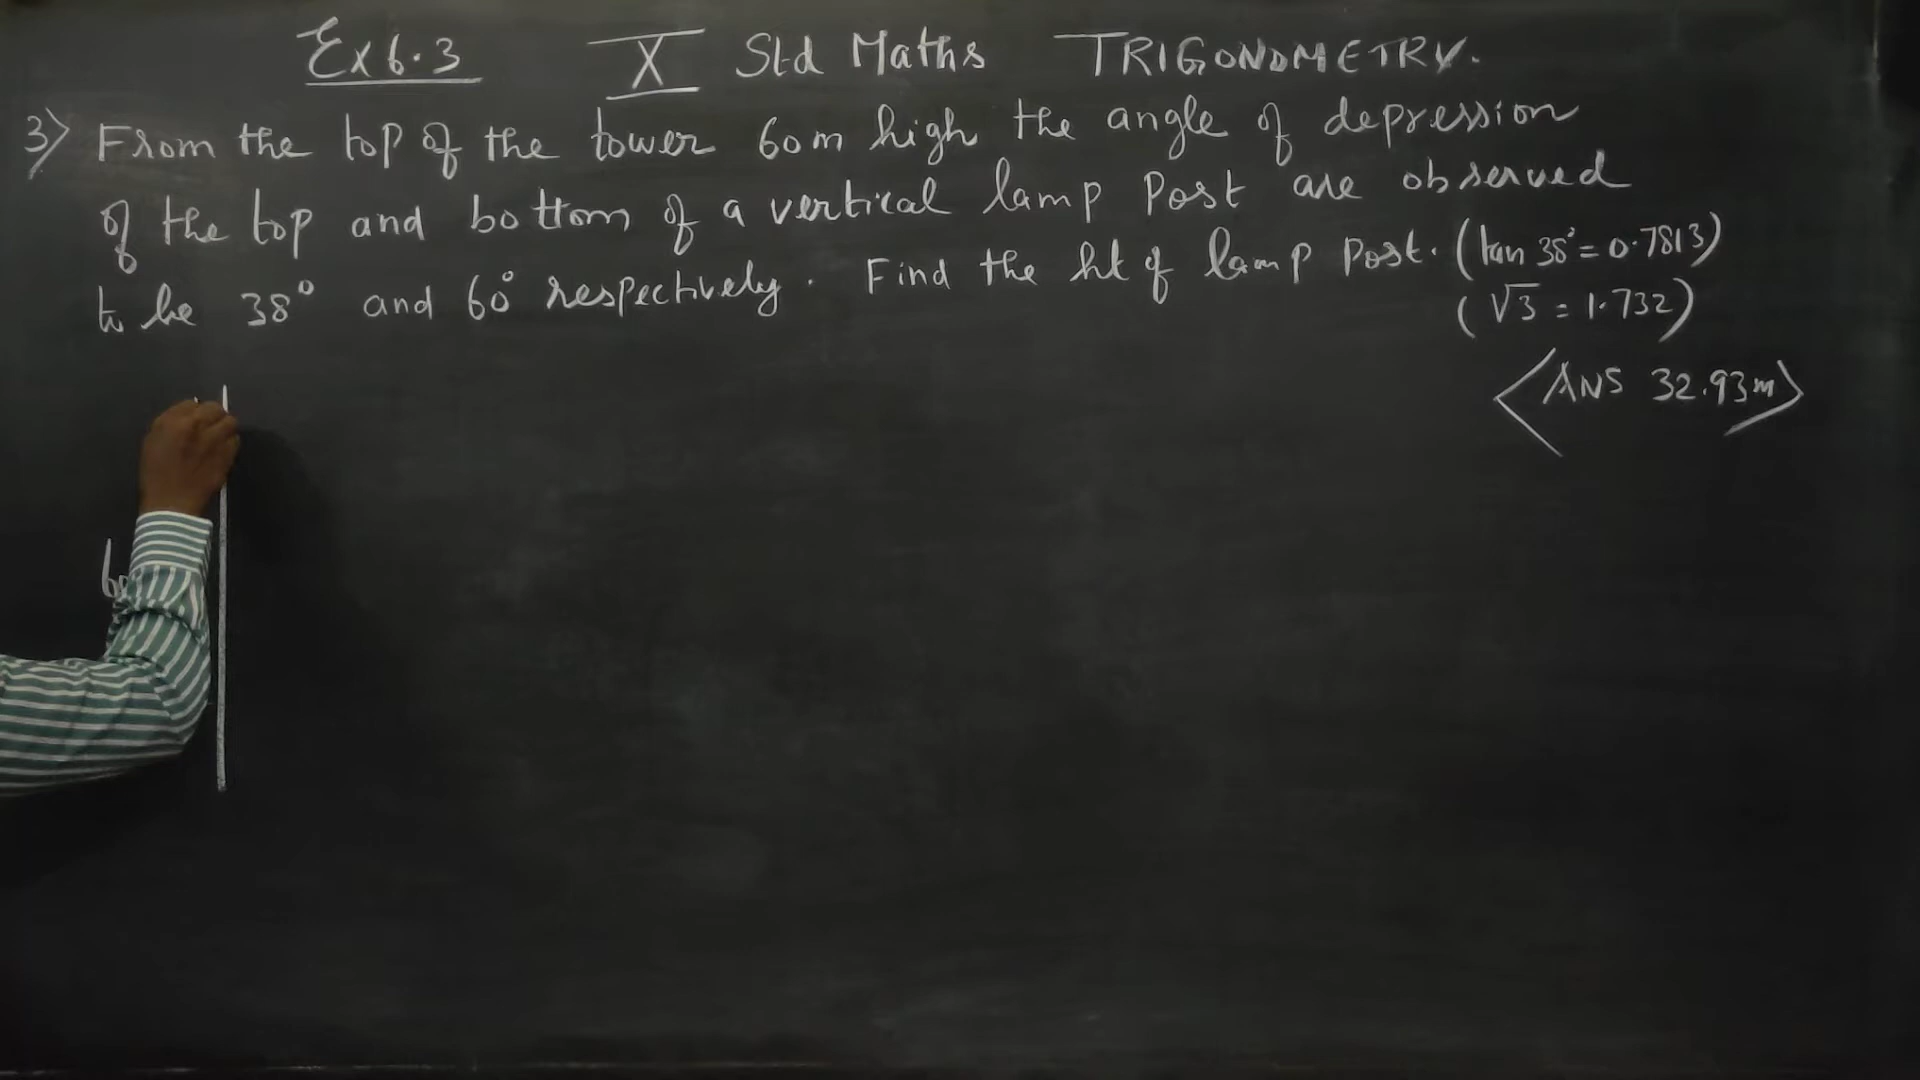 Ex 6.3 X Std Maths TRIGONOMETRY.
3) From the top of the tower 60m high the angle of depression
of the top and bottom of a vertical lamp Post are observed
to be 38° and 60° respectively. Find the ht of lamp post. (tan 38° = 0.7813)
(√3 = 1.732)
<ANS 32.93m>
60